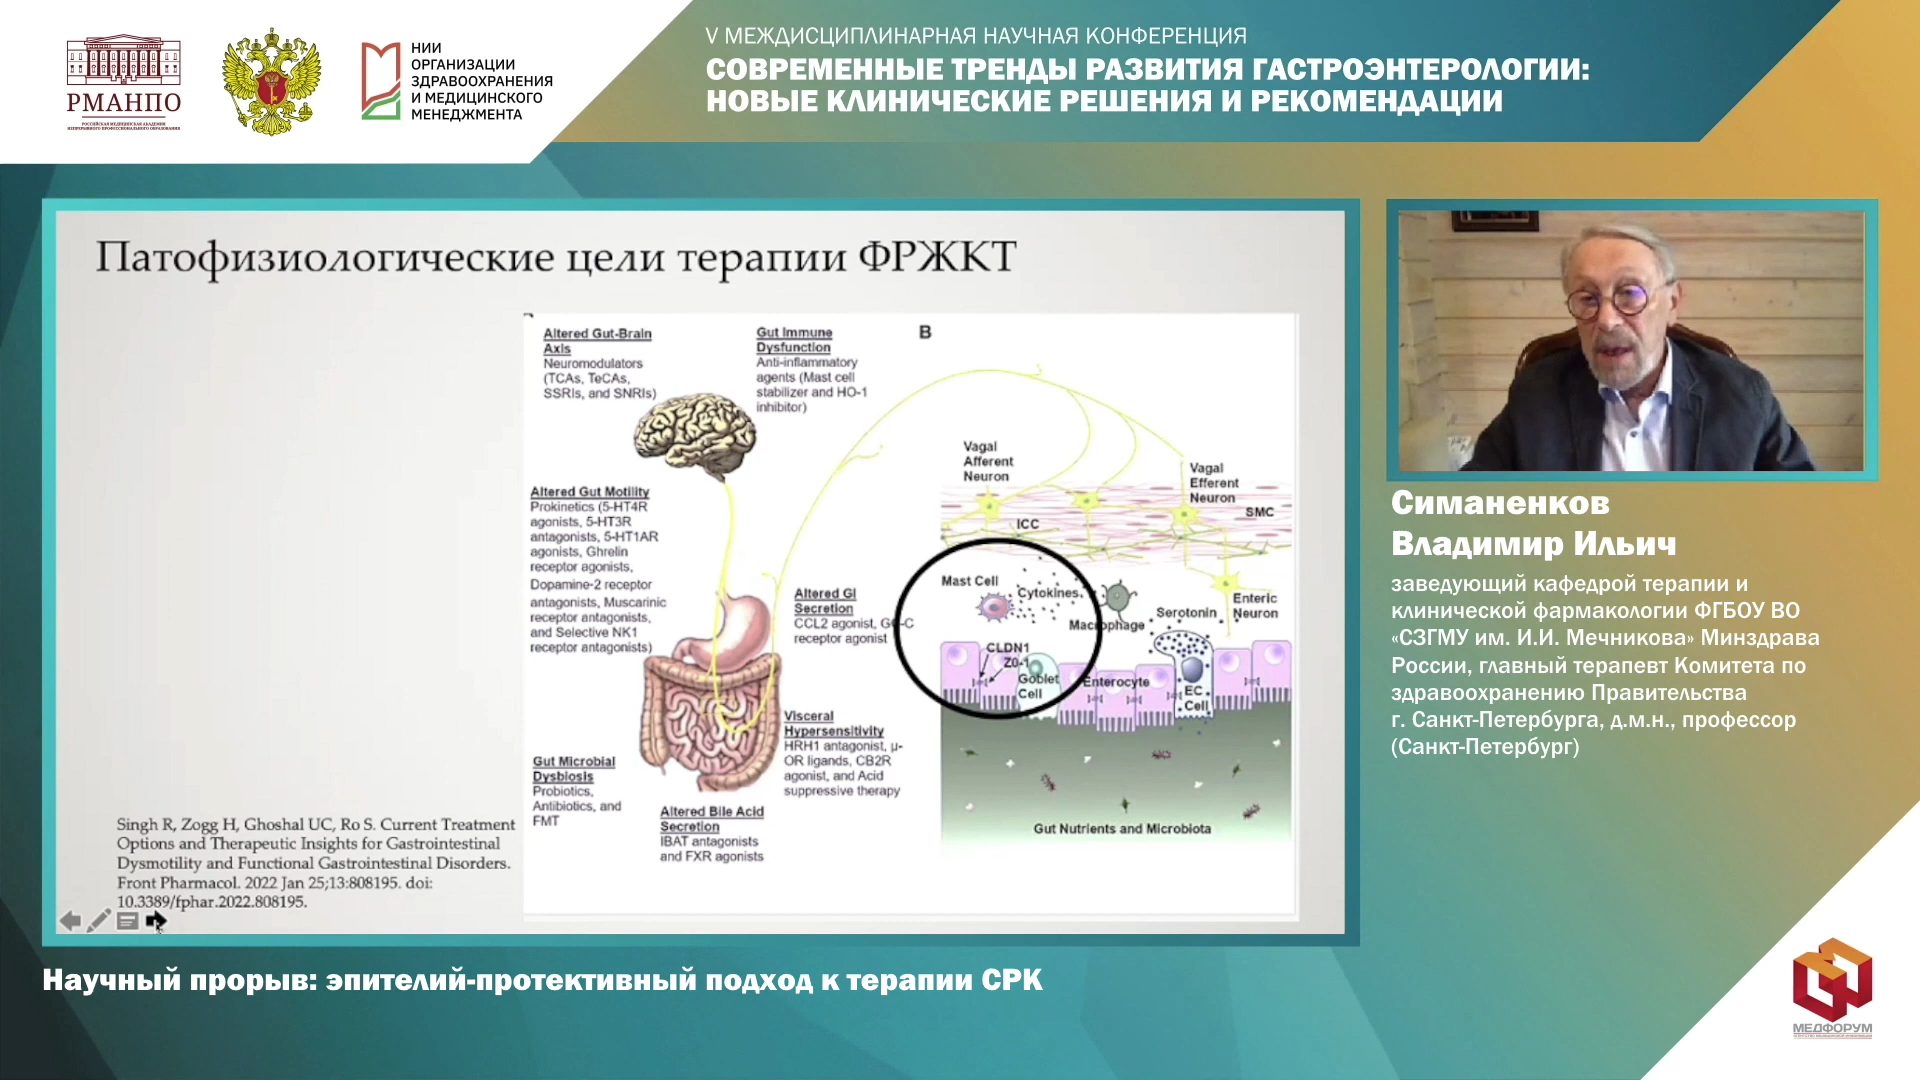 V МЕЖДИСЦИПЛИНАРНАЯ НАУЧНАЯ КОНФЕРЕНЦИЯ
СОВРЕМЕННЫЕ ТРЕНДЫ РАЗВИТИЯ ГАСТРОЭНТЕРОЛОГИИ:
НОВЫЕ КЛИНИЧЕСКИЕ РЕШЕНИЯ И РЕКОМЕНДАЦИИ
РМАНПО
РОССИЙСКАЯ МЕДИЦИНСКАЯ АКАДЕМИЯ
НЕПРЕРЫВНОГО ПРОФЕССИОНАЛЬНОГО ОБРАЗОВАНИЯ
НИИ
ОРГАНИЗАЦИИ
ЗДРАВООХРАНЕНИЯ
И МЕДИЦИНСКОГО
МЕНЕДЖМЕНТА
Патофизиологические цели терапии ФРЖКТ
Altered Gut-Brain
Axis
Neuromodulators
(TCAs, TeCAs,
SSRIs, and SNRIs)
Gut Immune
Dysfunction
Anti-inflammatory
agents (Mast cell
stabilizer and HO-1
inhibitor)
Altered Gut Motility
Prokinetics (5-HT4R
agonists, 5-HT3R
antagonists, 5-HT1AR
agonists, Ghrelin
receptor agonists,
Dopamine-2 receptor
antagonists, Muscarinic
receptor antagonists,
and Selective NK1
receptor antagonists)
Altered GI
Secretion
CCL2 agonist, GC-C
receptor agonist
Visceral
Hypersensitivity
HRH1 antagonist, μ-
OR ligands, CB2R
agonist, and Acid
suppressive therapy
Gut Microbial
Dysbiosis
Probiotics,
Antibiotics, and
FMT
Altered Bile Acid
Secretion
IBAT antagonists
and FXR agonists
B
Vagal
Afferent
Neuron
Vagal
Efferent
Neuron
SMC
ICC
Mast Cell
Cytokines
Macrophage
Serotonin
Enteric
Neuron
CLDN1
Z0-1
Goblet
Cell
Enterocyte
EC
Cell
Gut Nutrients and Microbiota
Singh R, Zogg H, Ghoshal UC, Ro S. Current Treatment
Options and Therapeutic Insights for Gastrointestinal
Dysmotility and Functional Gastrointestinal Disorders.
Front Pharmacol. 2022 Jan 25;13:808195. doi:
10.3389/fphar.2022.808195.
Симаненков
Владимир Ильич
заведующий кафедрой терапии и
клинической фармакологии ФГБОУ ВО
«СЗГМУ им. И.И. Мечникова» Минздрава
России, главный терапевт Комитета по
здравоохранению Правительства
г. Санкт-Петербурга, д.м.н., профессор
(Санкт-Петербург)
Научный прорыв: эпителий-протективный подход к терапии СРК
МЕДФОРУМ